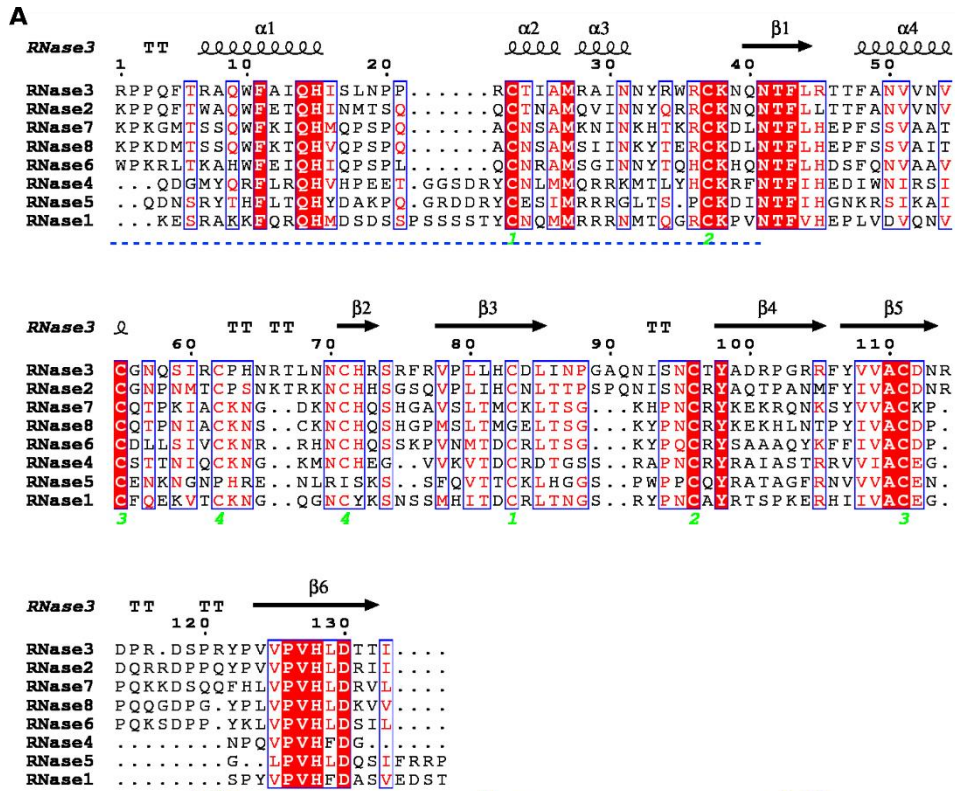 A
RNase3 TT α1 α2 α3 β1 α4
1 10 20 30 40 50
RNase3 RPPQFTRAQWFAIQHISLNPP......RCTIAMRAINNYRWRCKNQNTFLRTTFANVVNV
RNase2 KPPQFTWAQWFETQHINMTSQ......QCTNAMQVINNYQRRCKNQNTFLLTTFANVVNV
RNase7 KPKGMTSSQWFKIQHMQPSPQ......ACNSAMKNINKHTKRCKDLNTFLHEPFSSVAAT
RNase8 KPKDMTSSQWFKTQHVQPSPQ......ACNSAMSIINKYTERCKDLNTFLHEPFSSVAIT
RNase6 WPKRLTKAHWFEIQHIQPSPL......QCNRAMSGINNYTQHCKHQNTFLHDSFQNVAAV
RNase4 ...QDGMYQRFLRQHVHPEET.GGSDRYCNLMMQRRKMTLYHCKRFNTFIHEDIWNIRSI
RNase5 ..QDNSRYTHFLTQHYDAKPQ.GRDDRYCESIMRRRGLTS.PCKDINTFIHGNKRSIKAI
RNase1 ...KESRAKKFQRQHMDSDSSPSSSSTYCNQMMRRRNMTQGRCKPVNTFVHEPLVDVQNV
1 2
RNase3 TT TT β2 β3 TT β4 β5
60 70 80 90 100 110
RNase3 CGNQSIRCPHNRTLNNCHRSRFRVPLLHCDLINPGAQNISNCTYADRPGRRFYVVACDNR
RNase2 CGNPNMTCPSNKTRKNCHHSGSQVPLIHCNLTTPSPQNISNCRYAQTPANMFYIVACDNR
RNase7 CQTPKIACKNG..DKNCHQSHGAVSLTMCKLTSG...KHPNCRYKEKRQNKSYVVACKP.
RNase8 CQTPNIACKNS..CKNCHQSHGPMSLTMGELTSG...KYPNCRYKEKHLNTPYIVACDP.
RNase6 CDLLSIVCKNR..RHNCHQSSKPVNMTDCRLTSG...KYPQCRYSAAAQYKFFIVACDP.
RNase4 CSTTNIQCKNG..KMNCHEG..VVKVTDCRDTGSS..RAPNCRYRAIASTRRVVIACEG.
RNase5 CENKNGNPHRE..NLRISKS..SFQVTTCKLHGGS..PWPPCQYRATAGFRNVVVACEN.
RNase1 CFQEKVTCKNG..QGNCYKSNSSMHITDCRLTNGS..RYPNCAYRTSPKERHIIVACEG.
3 4 4 1 2 3
RNase3 TT TT β6
120 130
RNase3 DPR.DSPRYPVVPVHLDTTI....
RNase2 DQRRDPPQYPVVPVHLDRII....
RNase7 PQKKDSQQFHLVPVHLDRVL....
RNase8 PQQGDPG.YPLVPVHLDKVV....
RNase6 PQKSDPP.YKLVPVHLDSIL....
RNase4 ........NPQVPVHFDG......
RNase5 ........G..LPVHLDQSIFRRP
RNase1 ........SPYVPVHFDASVEDST